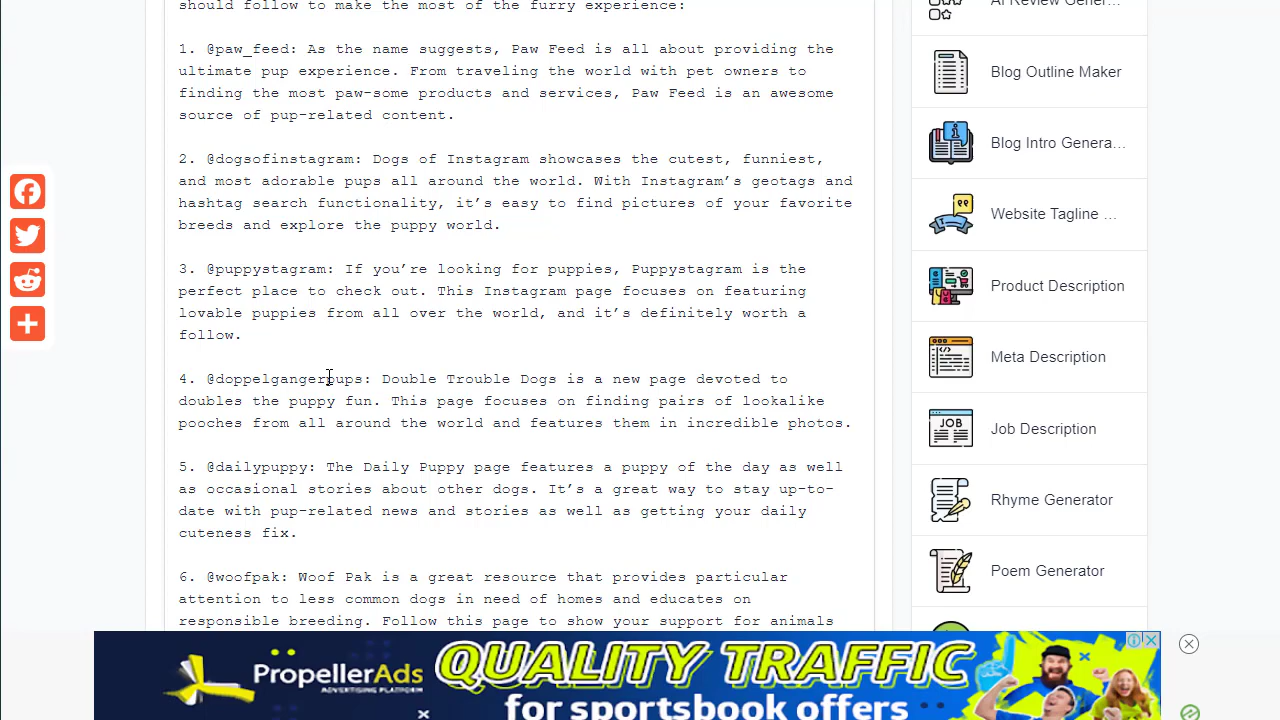 should follow to make the most of the furry experience:
1. @paw_feed: As the name suggests, Paw Feed is all about providing the
ultimate pup experience. From traveling the world with pet owners to
finding the most paw-some products and services, Paw Feed is an awesome
source of pup-related content.
2. @dogsofinstagram: Dogs of Instagram showcases the cutest, funniest,
and most adorable pups all around the world. With Instagram’s geotags and
hashtag search functionality, it’s easy to find pictures of your favorite
breeds and explore the puppy world.
3. @puppystagram: If you’re looking for puppies, Puppystagram is the
perfect place to check out. This Instagram page focuses on featuring
lovable puppies from all over the world, and it’s definitely worth a
follow.
4. @doppelgangerpups: Double Trouble Dogs is a new page devoted to
doubles the puppy fun. This page focuses on finding pairs of lookalike
pooches from all around the world and features them in incredible photos.
5. @dailypuppy: The Daily Puppy page features a puppy of the day as well
as occasional stories about other dogs. It’s a great way to stay up-to-
date with pup-related news and stories as well as getting your daily
cuteness fix.
6. @woofpak: Woof Pak is a great resource that provides particular
attention to less common dogs in need of homes and educates on
responsible breeding. Follow this page to show your support for animals
AI Review Gener...
Blog Outline Maker
Blog Intro Genera...
Website Tagline ...
Product Description
Meta Description
JOB
Job Description
Rhyme Generator
Poem Generator
PropellerAds
ADVERTISING PLATFORM
QUALITY TRAFFIC
for sportsbook offers